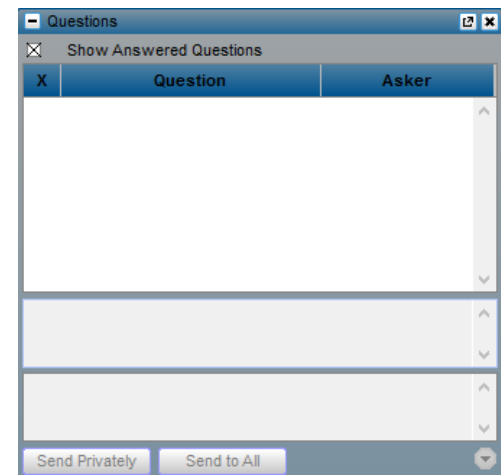 Questions
Show Answered Questions
X Question Asker
Send Privately Send to All